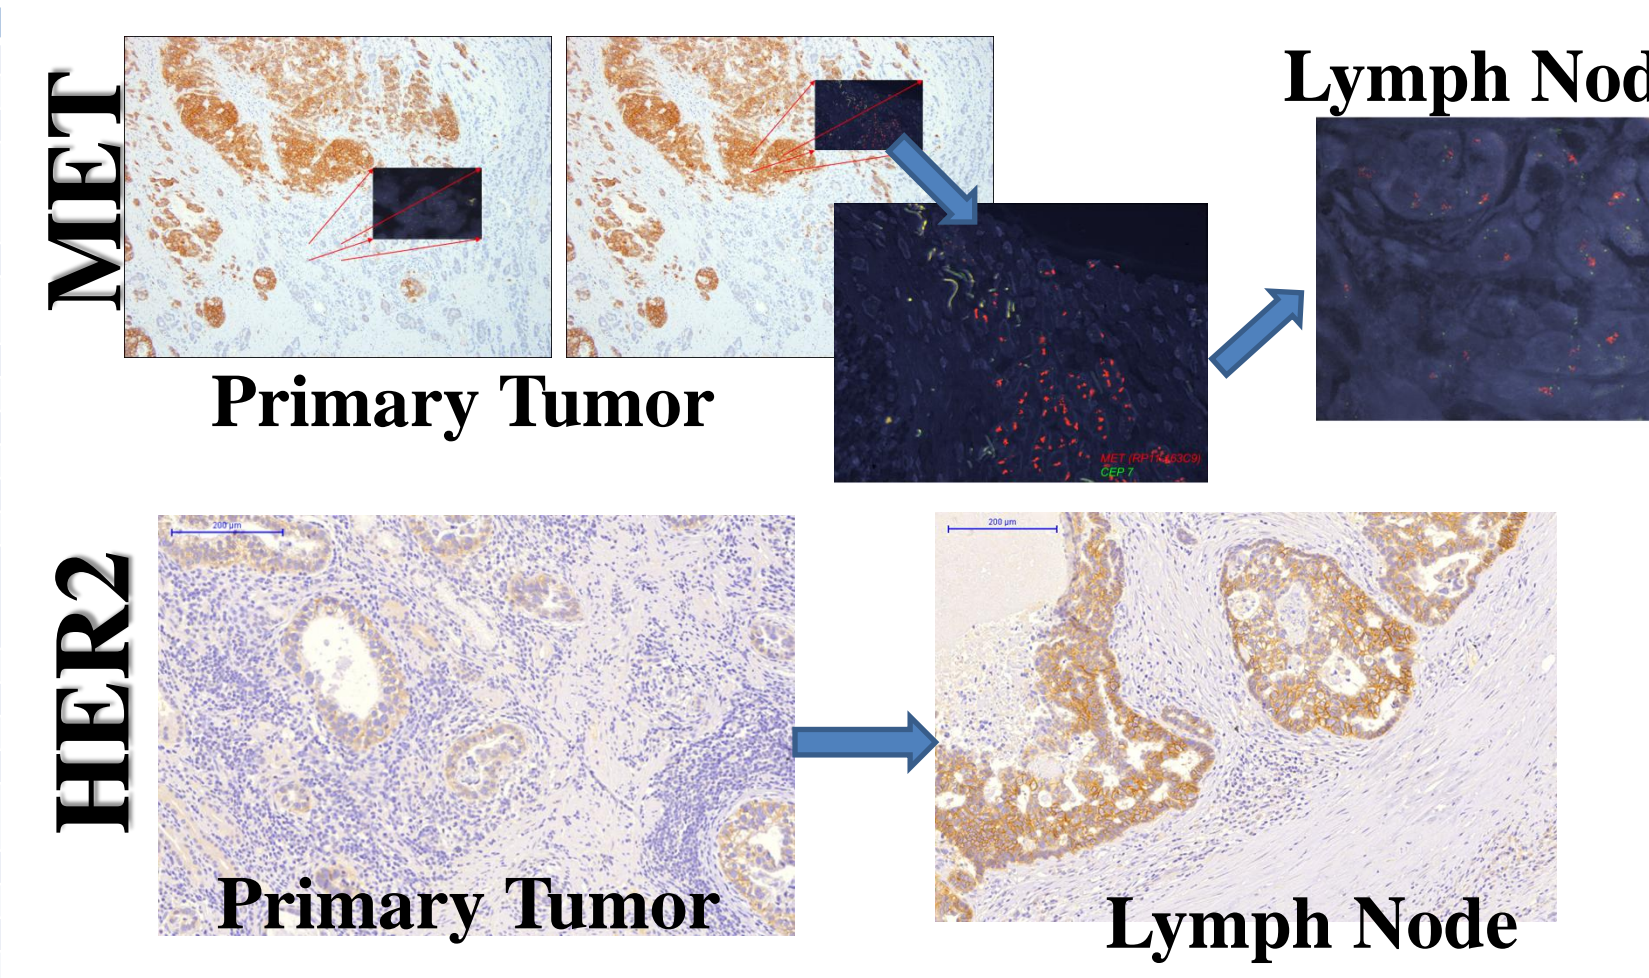 MET
Lymph Nod
Primary Tumor
MET (RP11-163C9)
CEP 7
HER2
200 µm
200 µm
Primary Tumor
Lymph Node